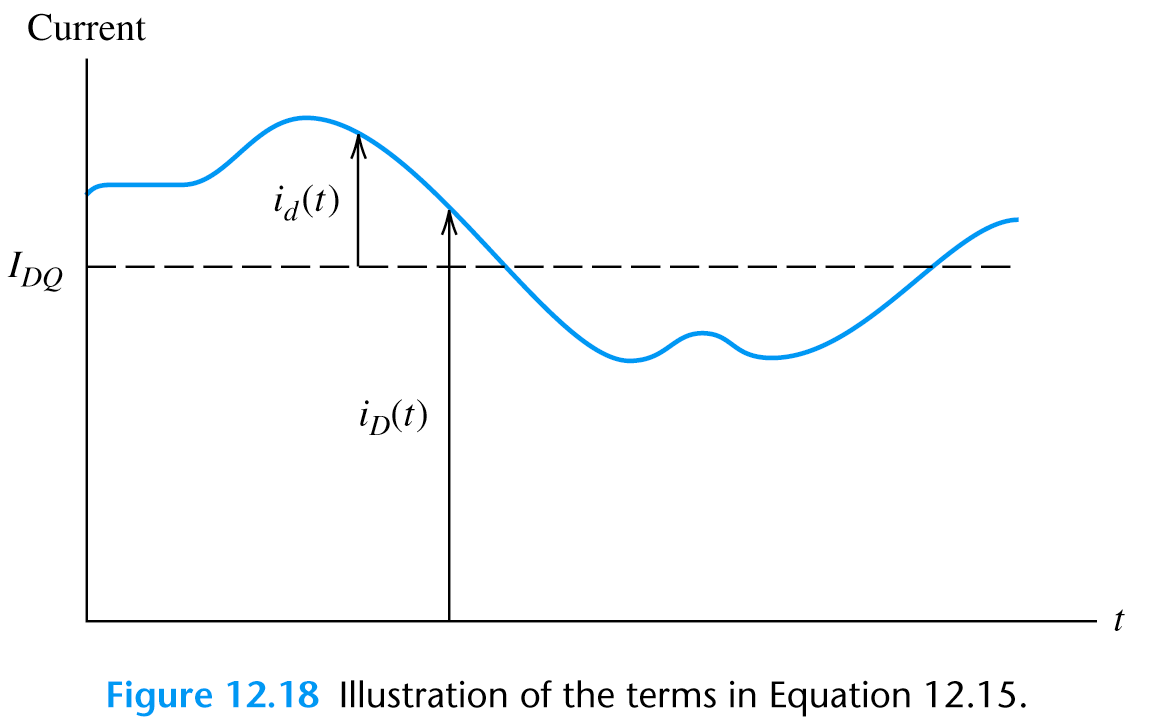 Current
i_d(t)
I_DQ
i_D(t)
t
Figure 12.18 Illustration of the terms in Equation 12.15.